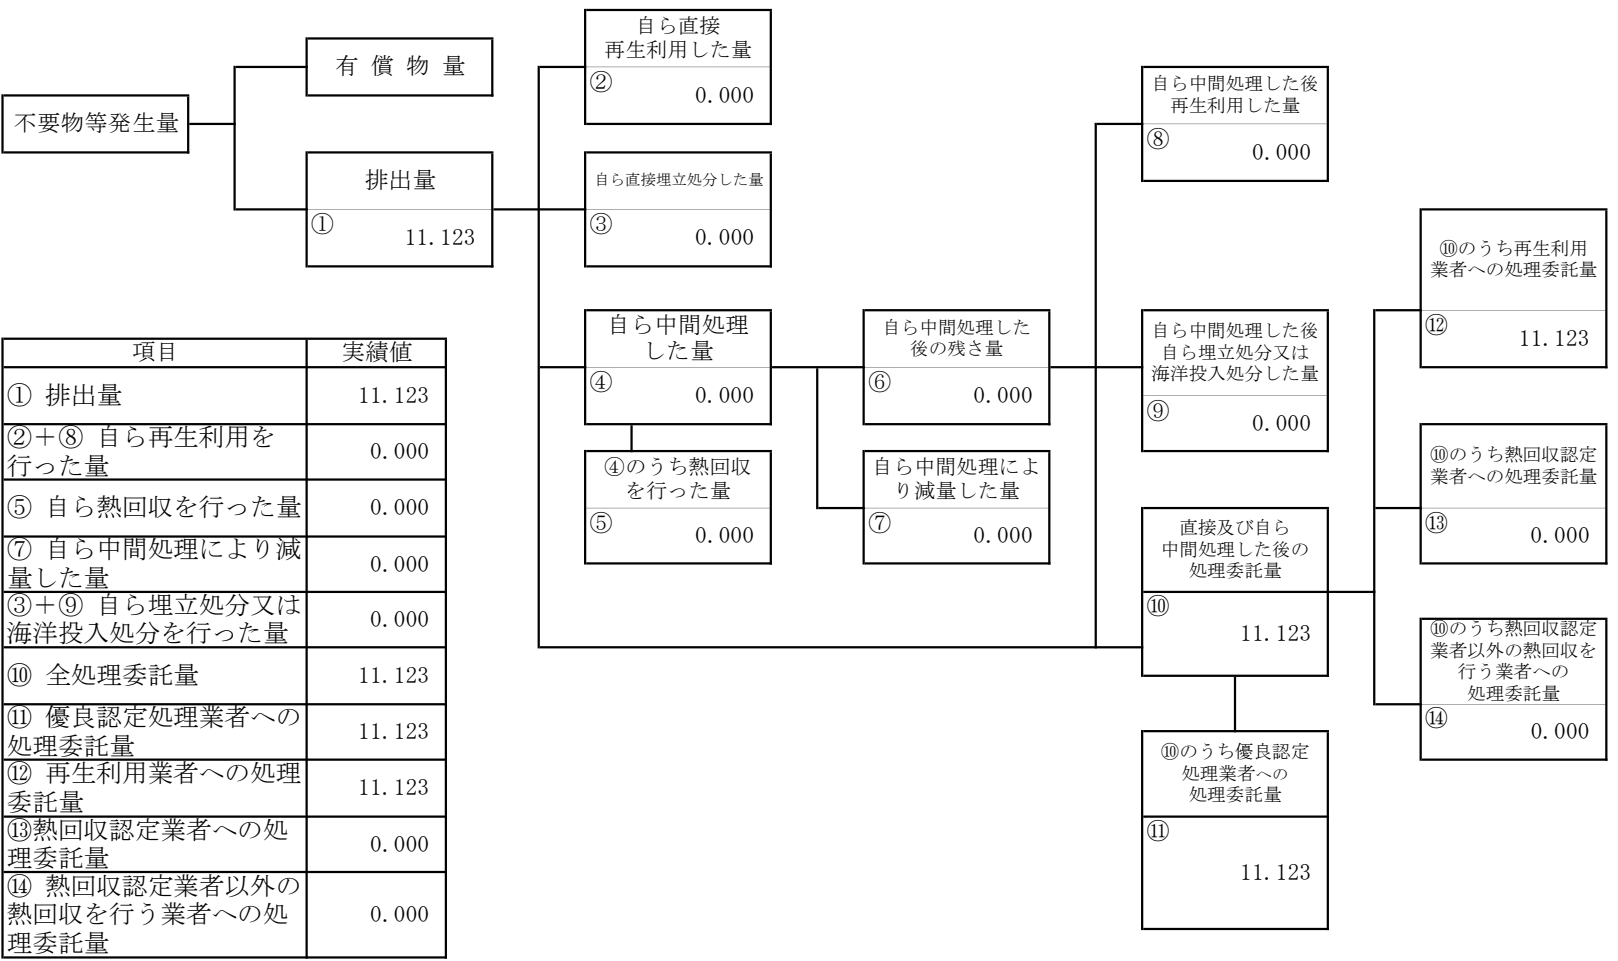 不要物等発生量
有 償 物 量
排出量
①
11.123
自ら直接
再生利用した量
②
0.000
自ら直接埋立処分した量
③
0.000
自ら中間処理
した量
④
0.000
④のうち熱回収
を行った量
⑤
0.000
自ら中間処理した
後の残さ量
⑥
0.000
自ら中間処理によ
り減量した量
⑦
0.000
自ら中間処理した後
再生利用した量
⑧
0.000
自ら中間処理した後
自ら埋立処分又は
海洋投入処分した量
⑨
0.000
直接及び自ら
中間処理した後の
処理委託量
⑩
11.123
⑩のうち優良認定
処理業者への
処理委託量
⑪
11.123
⑩のうち再生利用
業者への処理委託量
⑫
11.123
⑩のうち熱回収認定
業者への処理委託量
⑬
0.000
⑩のうち熱回収認定
業者以外の熱回収を
行う業者への
処理委託量
⑭
0.000
項目 実績値
① 排出量 11.123
②＋⑧ 自ら再生利用を
行った量 0.000
⑤ 自ら熱回収を行った量 0.000
⑦ 自ら中間処理により減
量した量 0.000
③＋⑨ 自ら埋立処分又は
海洋投入処分を行った量 0.000
⑩ 全処理委託量 11.123
⑪ 優良認定処理業者への
処理委託量 11.123
⑫ 再生利用業者への処理
委託量 11.123
⑬熱回収認定業者への処
理委託量 0.000
⑭ 熱回収認定業者以外の
熱回収を行う業者への処
理委託量 0.000